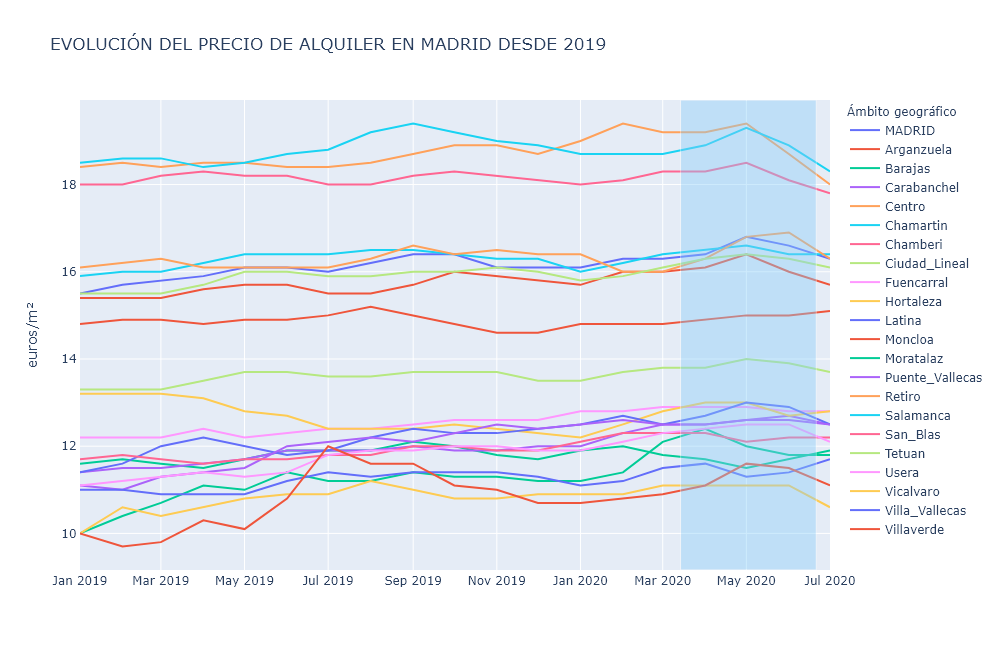 EVOLUCIÓN DEL PRECIO DE ALQUILER EN MADRID DESDE 2019
Ámbito geográfico
MADRID
Arganzuela
Barajas
Carabanchel
Centro
Chamartin
Chamberi
Ciudad_Lineal
Fuencarral
Hortaleza
Latina
Moncloa
Moratalaz
Puente_Vallecas
Retiro
Salamanca
San_Blas
Tetuan
Usera
Vicalvaro
Villa_Vallecas
Villaverde
euros/m²
18
16
14
12
10
Jan 2019 Mar 2019 May 2019 Jul 2019 Sep 2019 Nov 2019 Jan 2020 Mar 2020 May 2020 Jul 2020